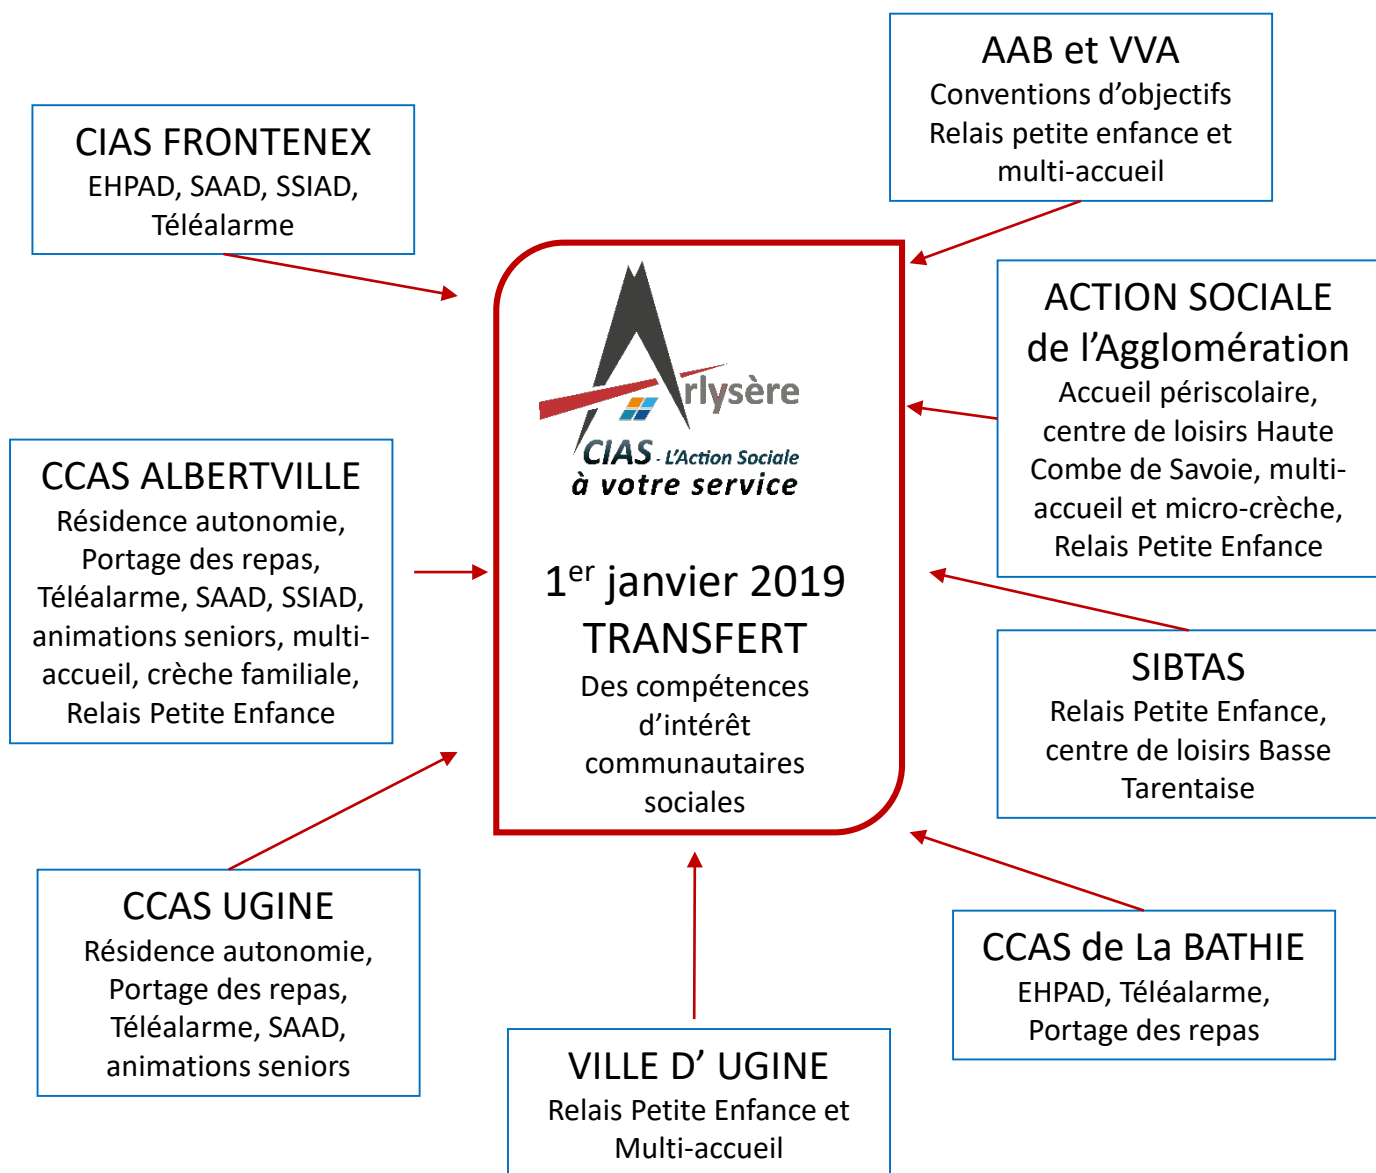 AAB et VVA
Conventions d’objectifs
Relais petite enfance et
multi-accueil
CIAS FRONTENEX
EHPAD, SAAD, SSIAD,
Téléalarme
ACTION SOCIALE
de l’Agglomération
Accueil périscolaire,
centre de loisirs Haute
Combe de Savoie, multi-
accueil et micro-crèche,
Relais Petite Enfance
Arlysère
CIAS - L'Action Sociale
à votre service
1er janvier 2019
TRANSFERT
Des compétences
d’intérêt
communautaires
sociales
CCAS ALBERTVILLE
Résidence autonomie,
Portage des repas,
Téléalarme, SAAD, SSIAD,
animations seniors, multi-
accueil, crèche familiale,
Relais Petite Enfance
SIBTAS
Relais Petite Enfance,
centre de loisirs Basse
Tarentaise
CCAS UGINE
Résidence autonomie,
Portage des repas,
Téléalarme, SAAD,
animations seniors
CCAS de La BATHIE
EHPAD, Téléalarme,
Portage des repas
VILLE D’ UGINE
Relais Petite Enfance et
Multi-accueil